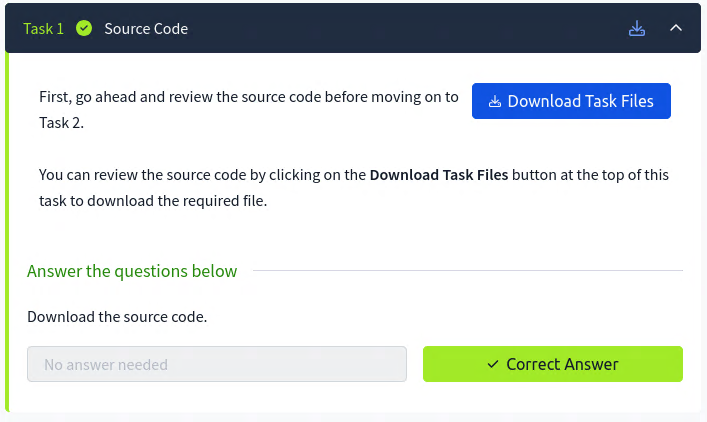 Task 1 Source Code
First, go ahead and review the source code before moving on to
Task 2.
Download Task Files
You can review the source code by clicking on the Download Task Files button at the top of this
task to download the required file.
Answer the questions below
Download the source code.
No answer needed
Correct Answer